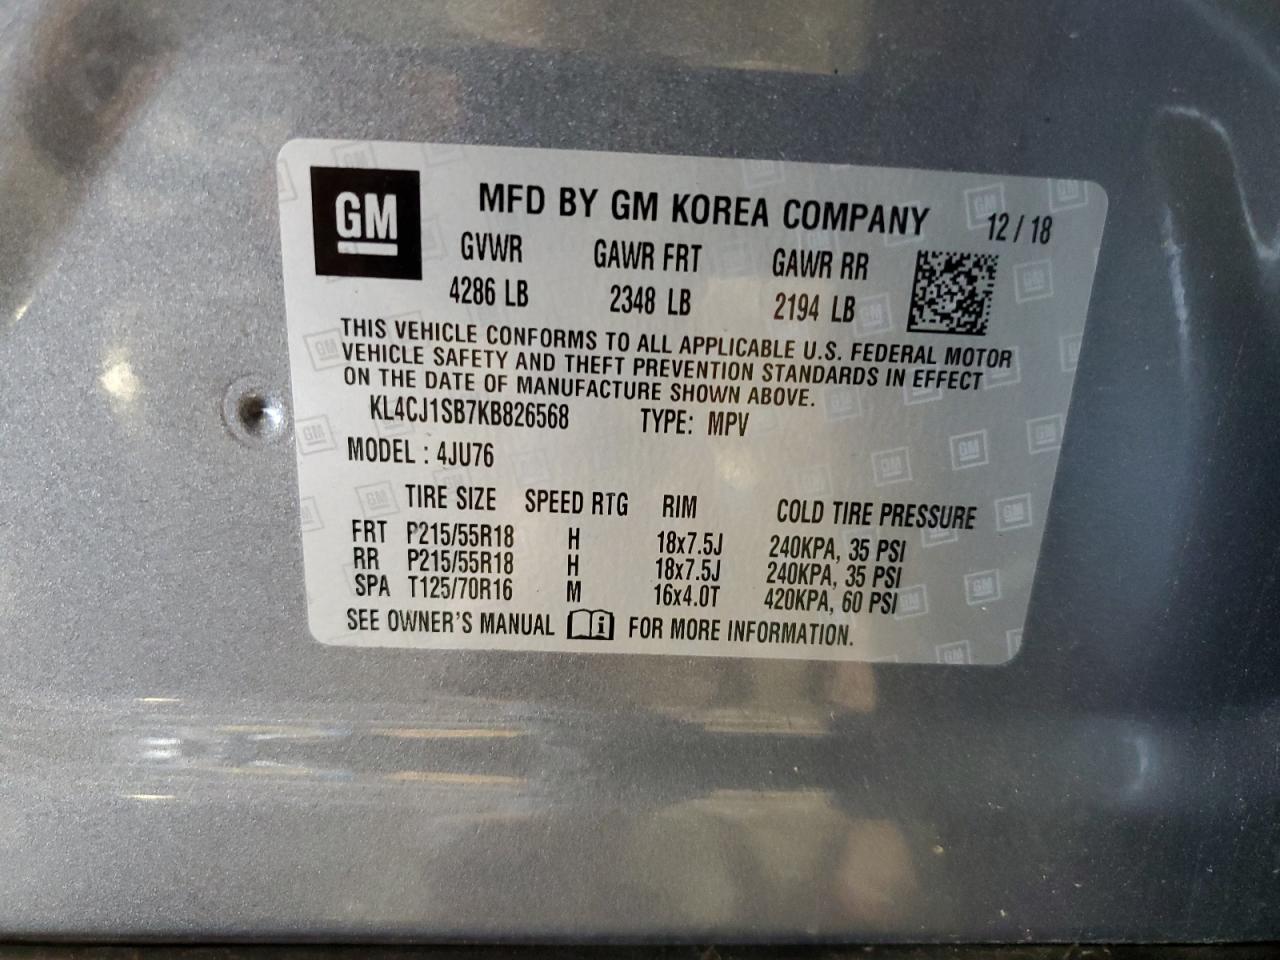 GM
MFD BY GM KOREA COMPANY 12 / 18
GVWR GAWR FRT GAWR RR
4286 LB 2348 LB 2194 LB
THIS VEHICLE CONFORMS TO ALL APPLICABLE U.S. FEDERAL MOTOR
VEHICLE SAFETY AND THEFT PREVENTION STANDARDS IN EFFECT
ON THE DATE OF MANUFACTURE SHOWN ABOVE.
KL4CJ1SB7KB826568 TYPE: MPV
MODEL : 4JU76
TIRE SIZE SPEED RTG RIM COLD TIRE PRESSURE
FRT P215/55R18 H 18x7.5J 240KPA, 35 PSI
RR P215/55R18 H 18x7.5J 240KPA, 35 PSI
SPA T125/70R16 M 16x4.0T 420KPA, 60 PSI
SEE OWNER'S MANUAL i FOR MORE INFORMATION.